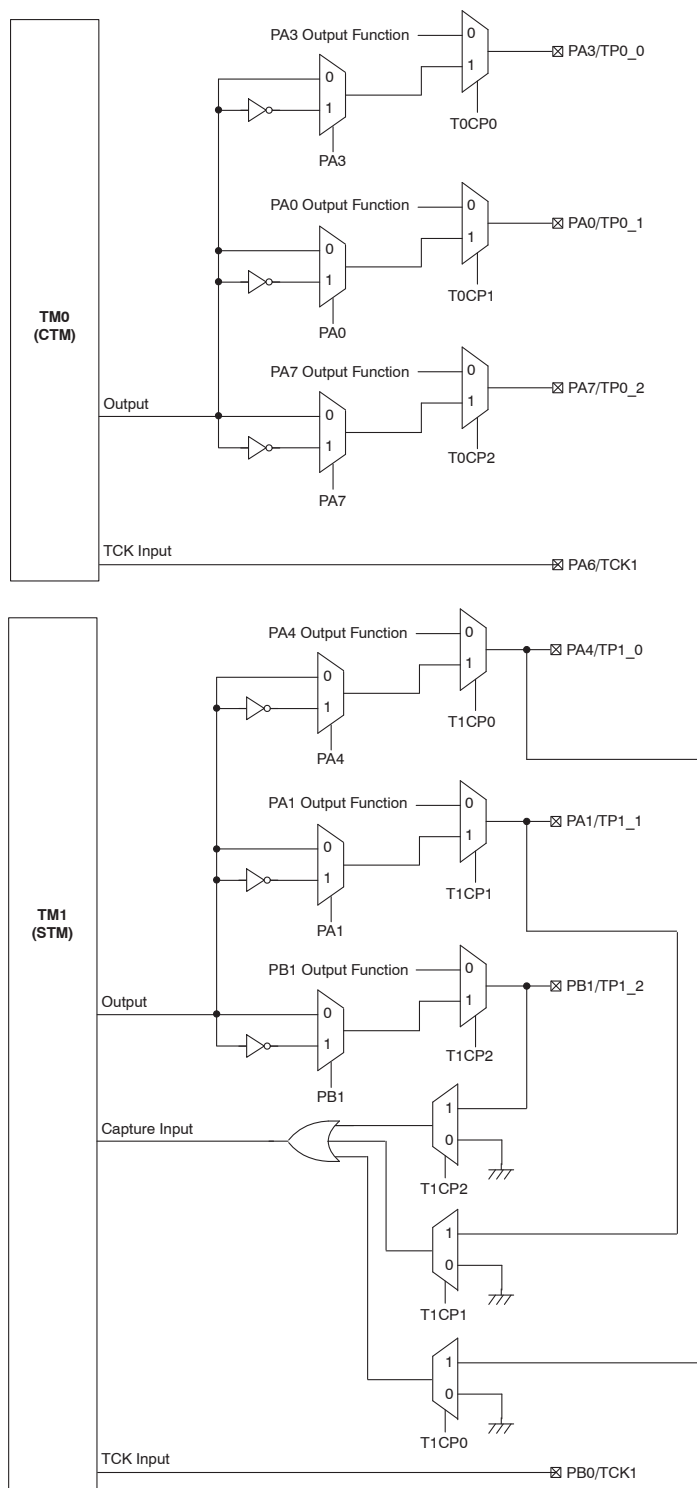 PA3 Output Function
0
1
PA3/TP0_0
0
1
T0CP0
PA3
PA0 Output Function
0
1
PA0/TP0_1
0
1
T0CP1
PA0
TM0
(CTM)
PA7 Output Function
0
1
PA7/TP0_2
Output
0
1
T0CP2
PA7
TCK Input
PA6/TCK1
PA4 Output Function
0
1
PA4/TP1_0
0
1
T1CP0
PA4
PA1 Output Function
0
1
PA1/TP1_1
0
1
T1CP1
PA1
TM1
(STM)
PB1 Output Function
0
1
PB1/TP1_2
Output
0
1
T1CP2
PB1
Capture Input
1
0
T1CP2
1
0
T1CP1
1
0
T1CP0
TCK Input
PB0/TCK1